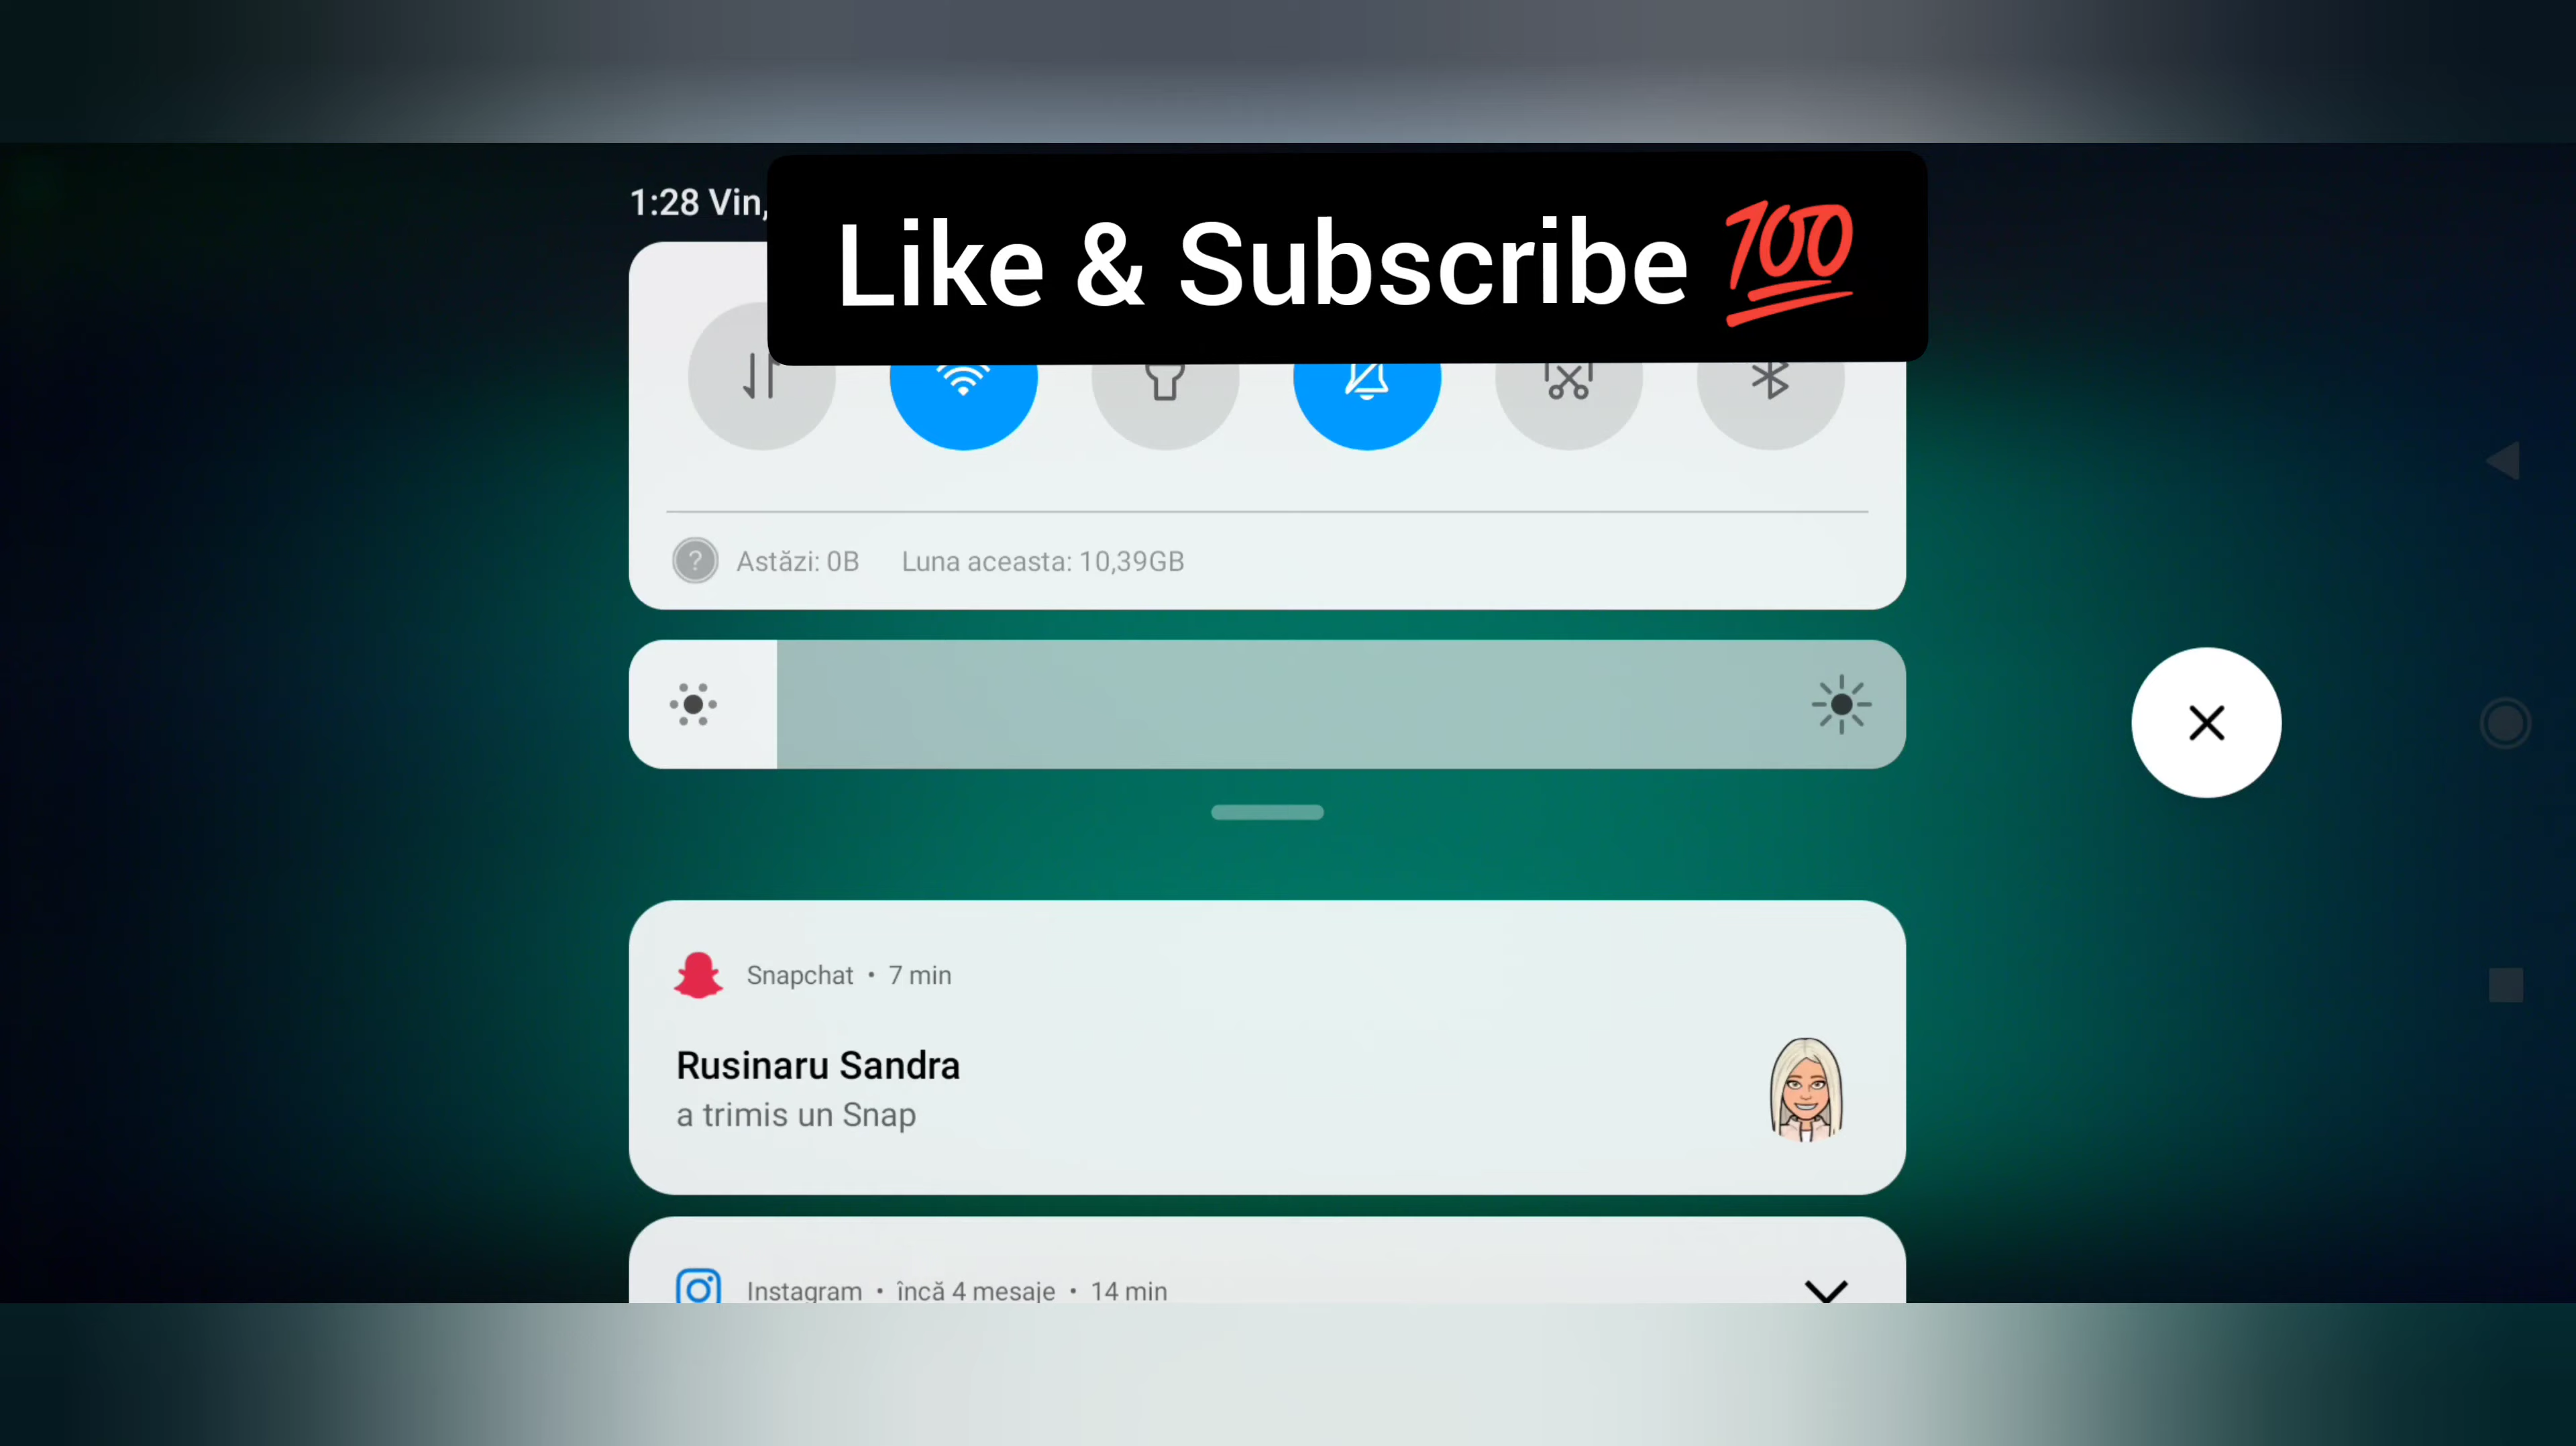 1:28 Vin,
Like & Subscribe 💯
Astăzi: 0B Luna aceasta: 10,39GB
Snapchat • 7 min
Rusinaru Sandra
a trimis un Snap
Instagram • încă 4 mesaje • 14 min